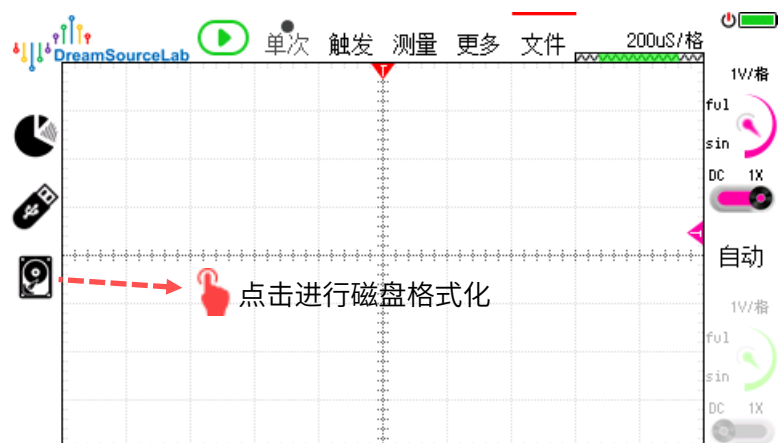 DreamSourceLab
单次 触发 测量 更多 文件 200uS/格
T
1V/格
ful
sin
DC 1X
自动
点击进行磁盘格式化
1V/格
ful
sin
DC 1X